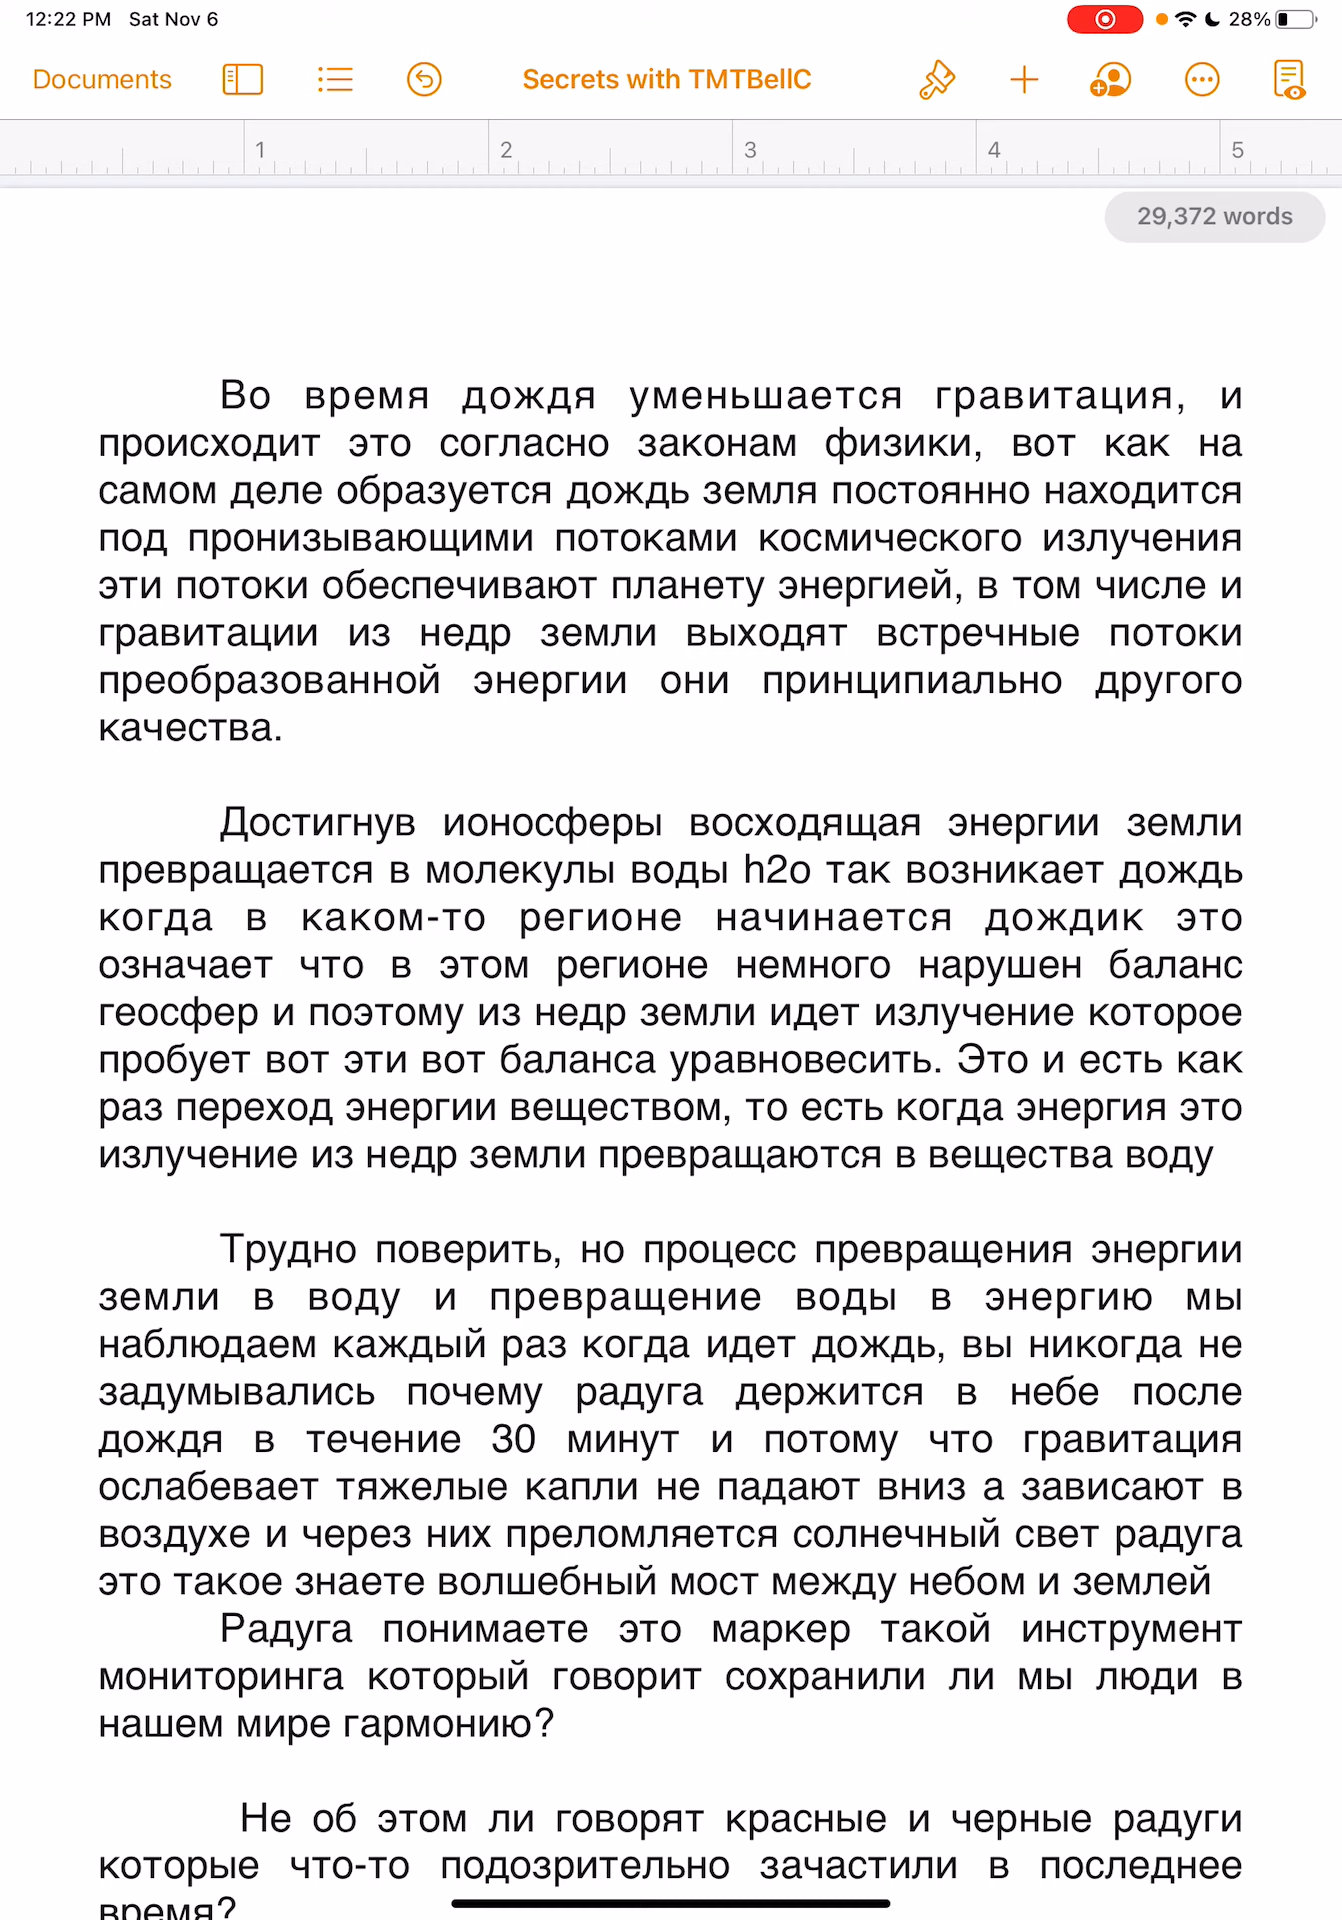 12:22 PM Sat Nov 6 28%
Documents Secrets with TMTBellC
1 2 3 4 5
29,372 words
Во время дождя уменьшается гравитация, и
происходит это согласно законам физики, вот как на
самом деле образуется дождь земля постоянно находится
под пронизывающими потоками космического излучения
эти потоки обеспечивают планету энергией, в том числе и
гравитации из недр земли выходят встречные потоки
преобразованной энергии они принципиально другого
качества.
Достигнув ионосферы восходящая энергии земли
превращается в молекулы воды h2o так возникает дождь
когда в каком-то регионе начинается дождик это
означает что в этом регионе немного нарушен баланс
геосфер и поэтому из недр земли идет излучение которое
пробует вот эти вот баланса уравновесить. Это и есть как
раз переход энергии веществом, то есть когда энергия это
излучение из недр земли превращаются в вещества воду
Трудно поверить, но процесс превращения энергии
земли в воду и превращение воды в энергию мы
наблюдаем каждый раз когда идет дождь, вы никогда не
задумывались почему радуга держится в небе после
дождя в течение 30 минут и потому что гравитация
ослабевает тяжелые капли не падают вниз а зависают в
воздухе и через них преломляется солнечный свет радуга
это такое знаете волшебный мост между небом и землей
Радуга понимаете это маркер такой инструмент
мониторинга который говорит сохранили ли мы люди в
нашем мире гармонию?
Не об этом ли говорят красные и черные радуги
которые что-то подозрительно зачастили в последнее
время?